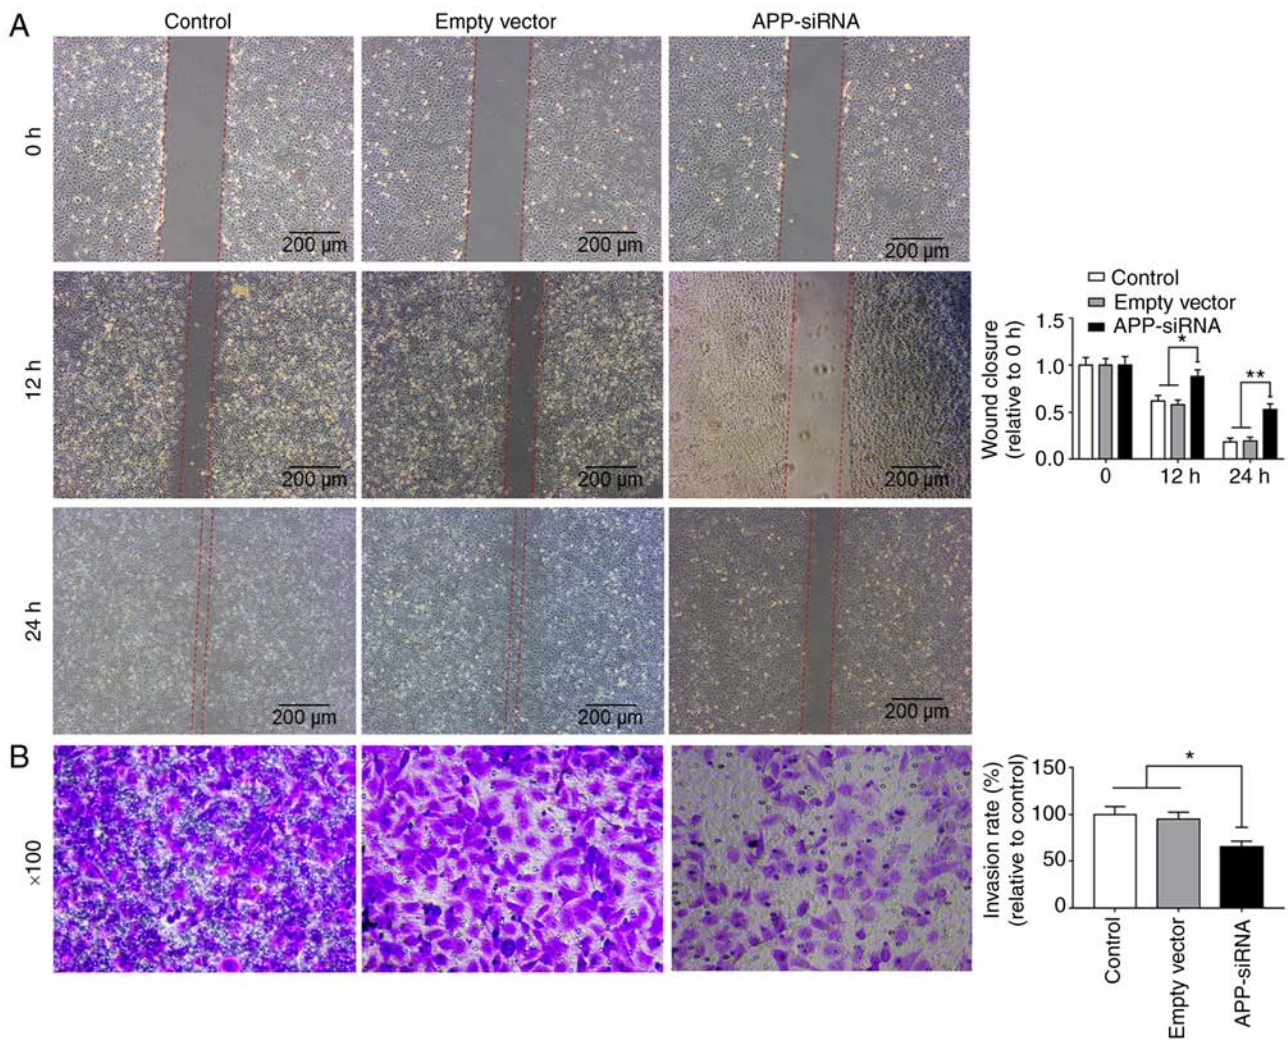 A
Control
Empty vector
APP-siRNA
0 h
200 µm
200 µm
200 µm
12 h
200 µm
200 µm
200 µm
24 h
200 µm
200 µm
200 µm
Control
Empty vector
APP-siRNA
Wound closure
(relative to 0 h)
1.5
1.0
0.5
0.0
*
**
0
12 h
24 h
B
×100
Invasion rate (%)
(relative to control)
150
100
50
0
*
Control
Empty vector
APP-siRNA